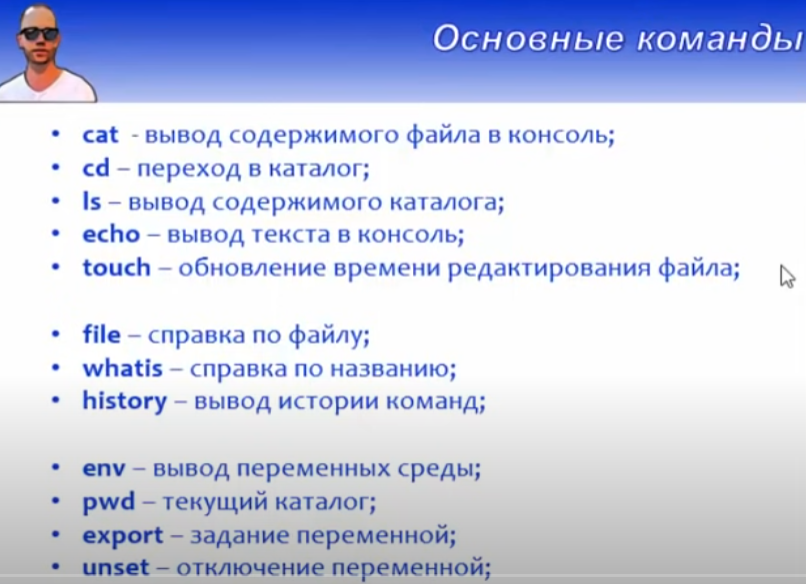 Основные команды
• cat - вывод содержимого файла в консоль;
• cd – переход в каталог;
• ls – вывод содержимого каталога;
• echo – вывод текста в консоль;
• touch – обновление времени редактирования файла;
• file – справка по файлу;
• whatis – справка по названию;
• history – вывод истории команд;
• env – вывод переменных среды;
• pwd – текущий каталог;
• export – задание переменной;
• unset – отключение переменной;